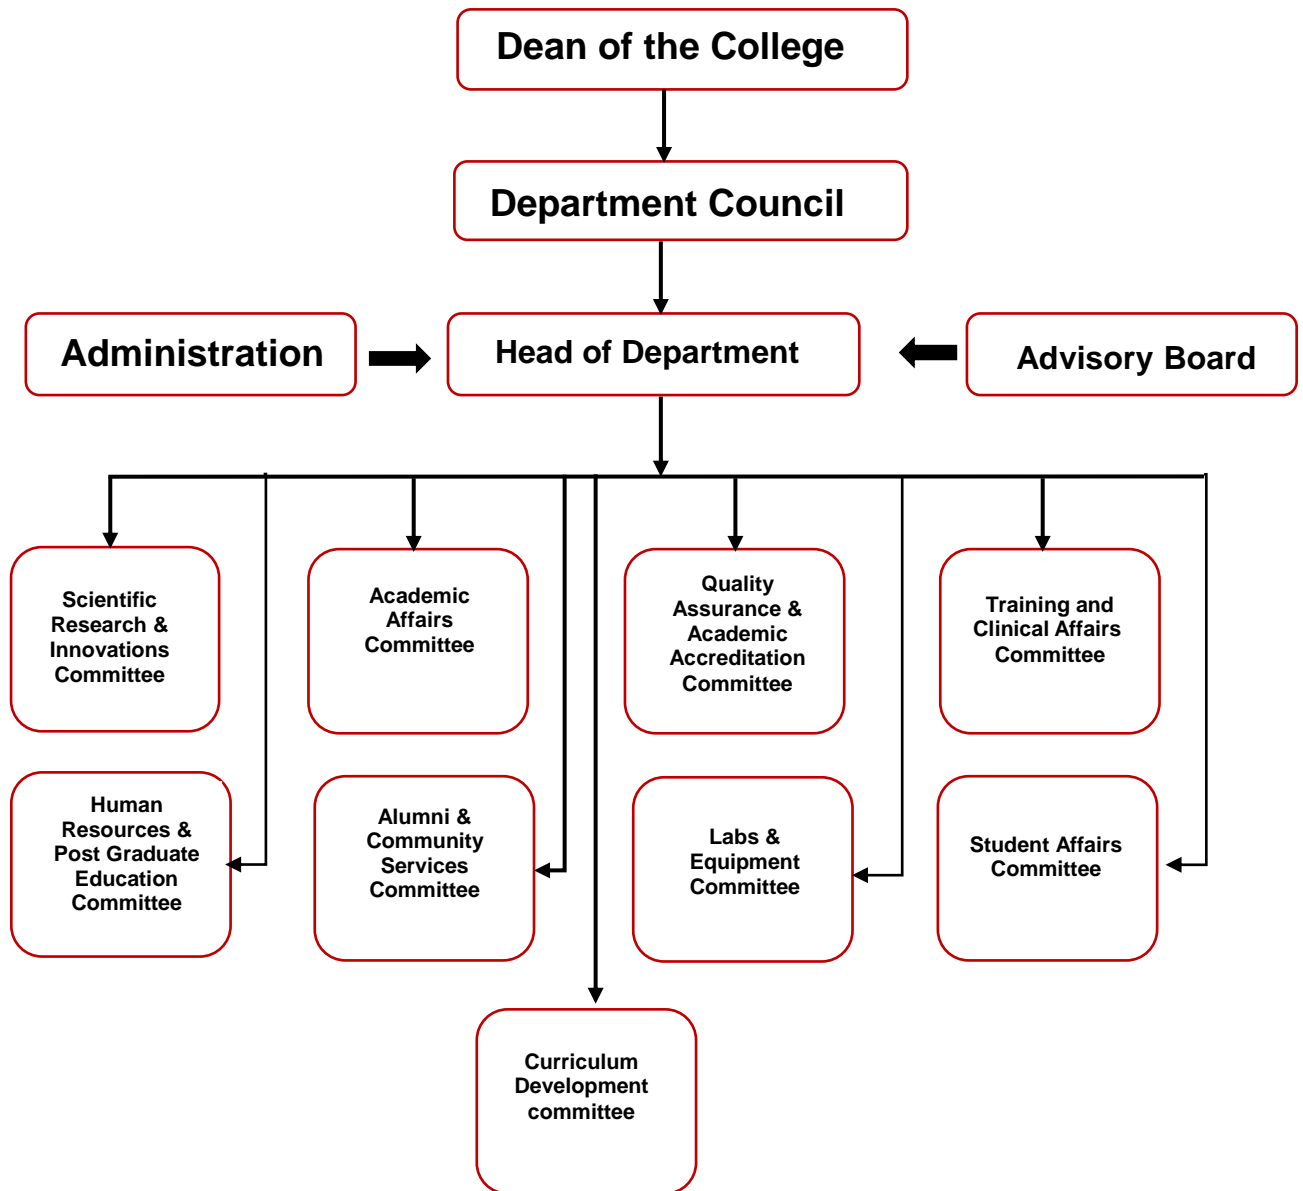 Dean of the College
Department Council
Administration
Head of Department
Advisory Board
Scientific
Research &
Innovations
Committee
Academic
Affairs
Committee
Quality
Assurance &
Academic
Accreditation
Committee
Training and
Clinical Affairs
Committee
Human
Resources &
Post Graduate
Education
Committee
Alumni &
Community
Services
Committee
Labs &
Equipment
Committee
Student Affairs
Committee
Curriculum
Development
committee